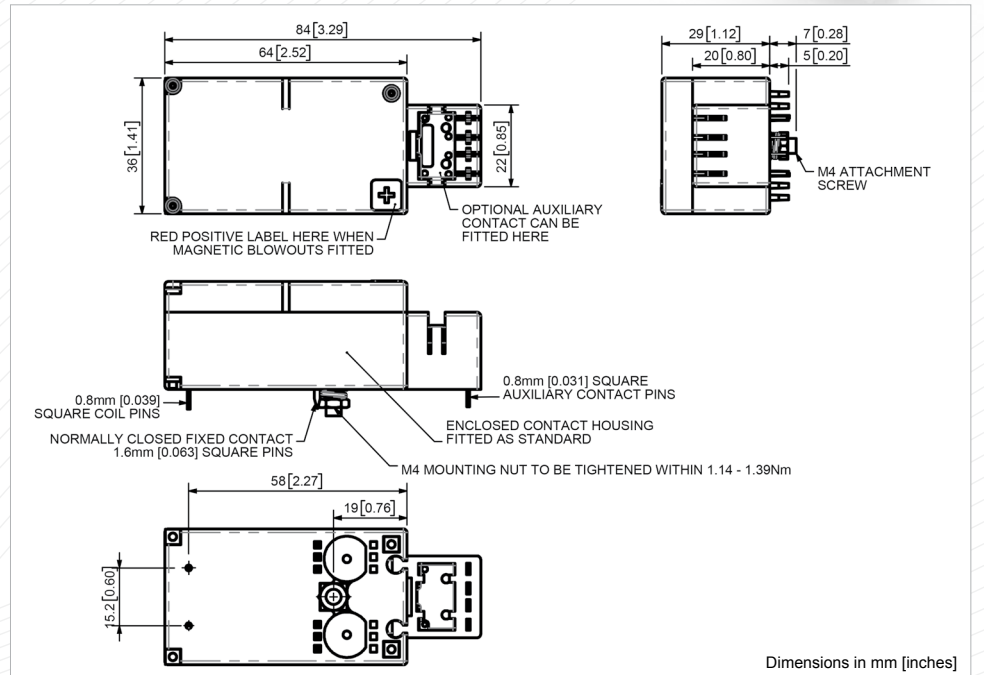 84[3.29]
64[2.52]
36[1.41]
22[0.85]
OPTIONAL AUXILIARY
CONTACT CAN BE
FITTED HERE
RED POSITIVE LABEL HERE WHEN
MAGNETIC BLOWOUTS FITTED
29[1.12]
7[0.28]
20[0.80]
5[0.20]
M4 ATTACHMENT
SCREW
0.8mm [0.039]
SQUARE COIL PINS
NORMALLY CLOSED FIXED CONTACT
1.6mm [0.063] SQUARE PINS
0.8mm [0.031] SQUARE
AUXILIARY CONTACT PINS
ENCLOSED CONTACT HOUSING
FITTED AS STANDARD
M4 MOUNTING NUT TO BE TIGHTENED WITHIN 1.14 - 1.39Nm
58[2.27]
19[0.76]
15.2[0.60]
Dimensions in mm [inches]